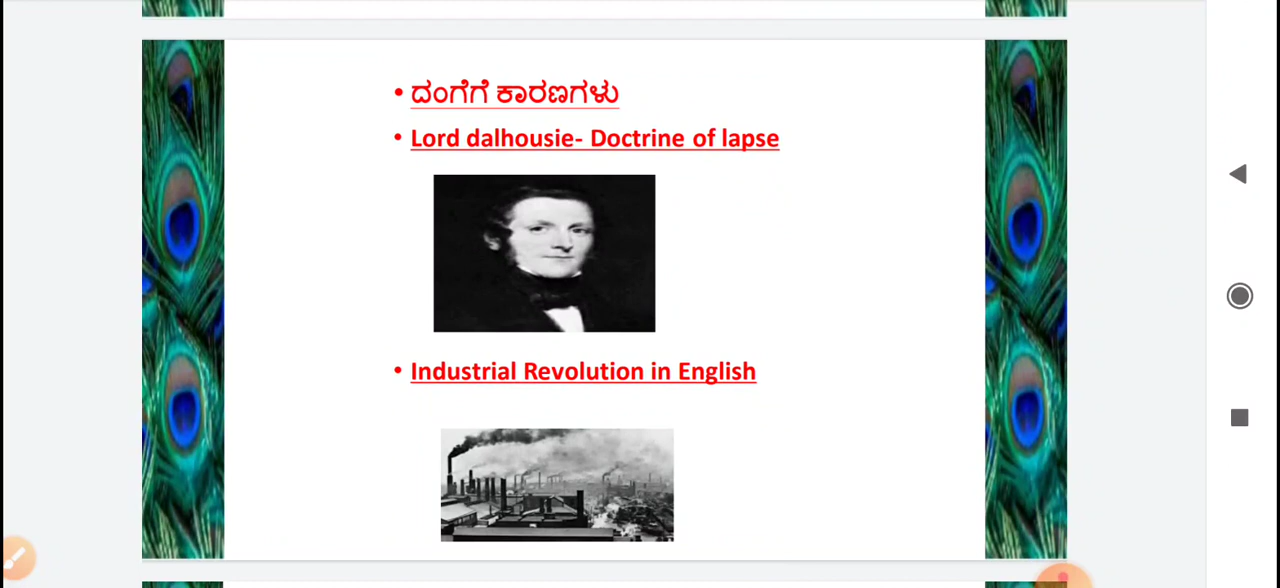 ದಂಗೆಗೆ ಕಾರಣಗಳು
Lord dalhousie- Doctrine of lapse
Industrial Revolution in English